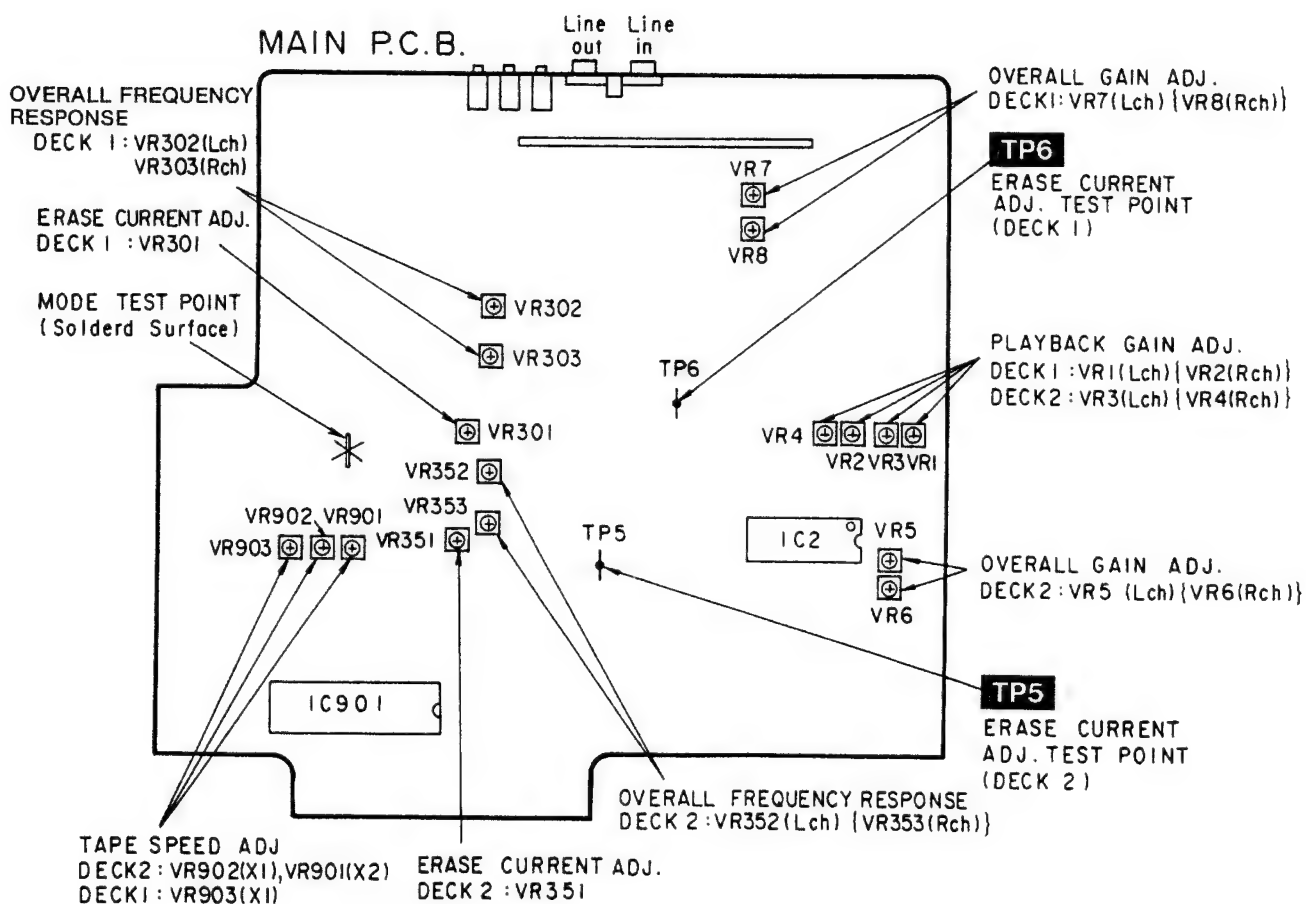 MAIN P.C.B.
Line out
Line in
OVERALL FREQUENCY
RESPONSE
DECK 1 : VR302(Lch)
VR303(Rch)
ERASE CURRENT ADJ.
DECK 1 : VR301
MODE TEST POINT
(Solderd Surface)
OVERALL GAIN ADJ.
DECK1: VR7(Lch) {VR8(Rch)}
TP6
ERASE CURRENT
ADJ. TEST POINT
(DECK 1)
VR7
VR8
VR302
VR303
TP6
PLAYBACK GAIN ADJ.
DECK1 : VR1(Lch){VR2(Rch)}
DECK2 : VR3(Lch){VR4(Rch)}
VR301
VR4
VR2 VR3 VR1
VR352
VR353
VR902 VR901
VR903
VR351
TP5
IC2
VR5
VR6
OVERALL GAIN ADJ.
DECK2 : VR5 (Lch){VR6(Rch)}
IC901
TP5
ERASE CURRENT
ADJ. TEST POINT
(DECK 2)
OVERALL FREQUENCY RESPONSE
DECK 2 : VR352(Lch) {VR353(Rch)}
TAPE SPEED ADJ
DECK2 : VR902(X1), VR901(X2)
DECK1 : VR903(X1)
ERASE CURRENT ADJ.
DECK 2 : VR351